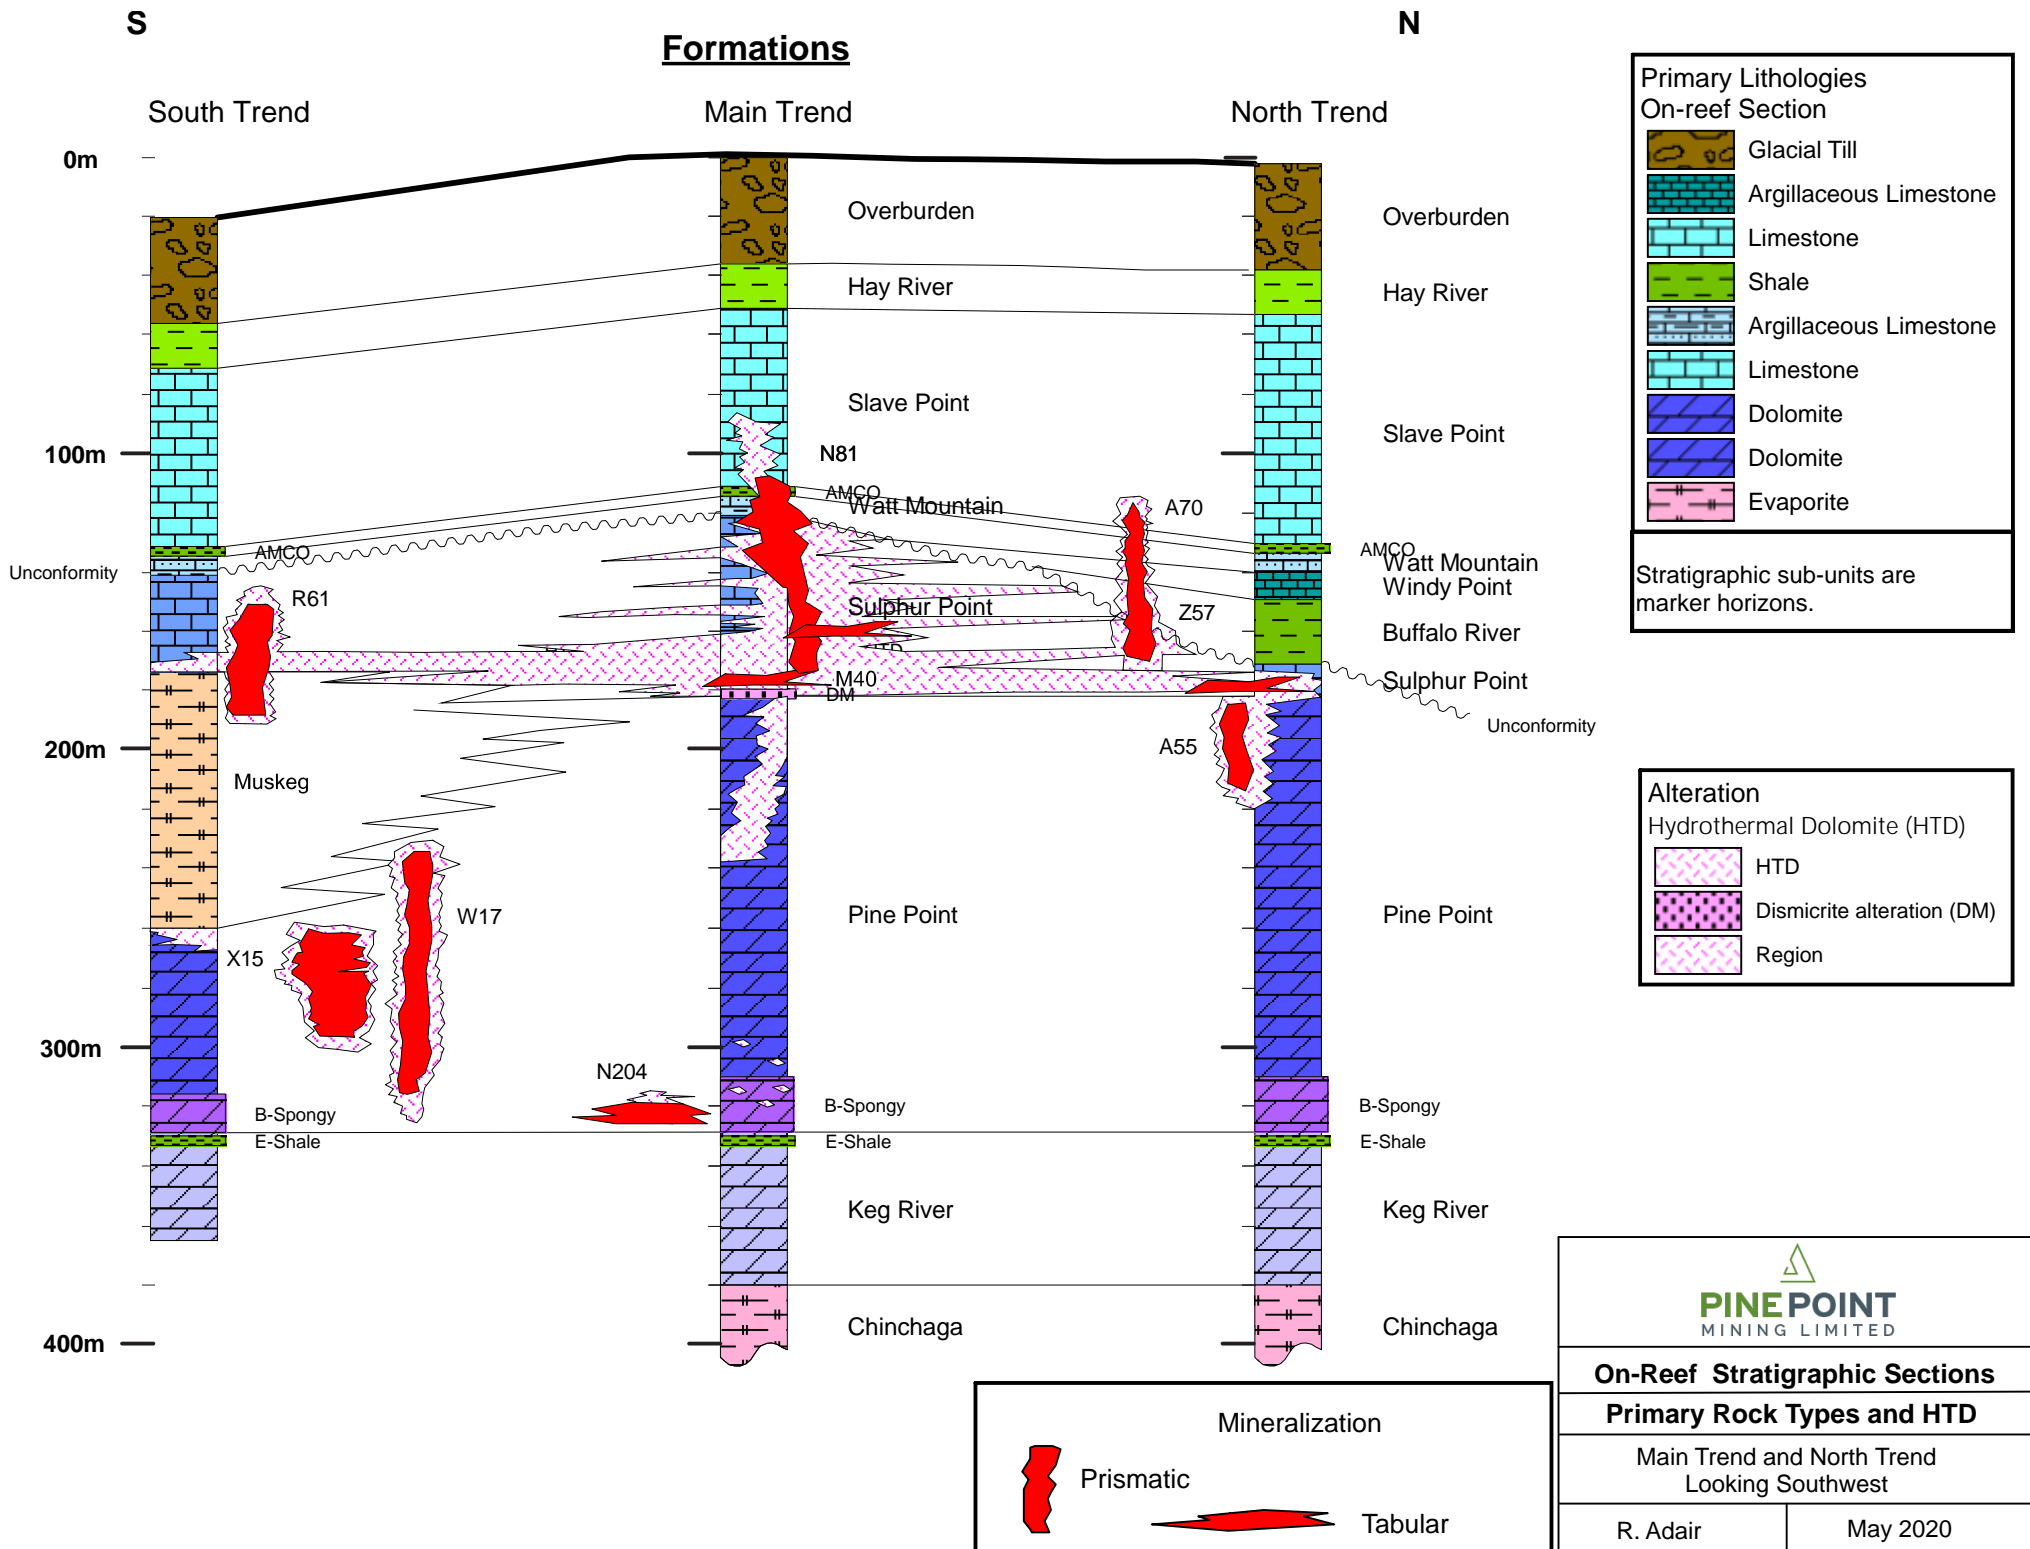 S
N
Formations
South Trend
Main Trend
North Trend
0m
100m
200m
300m
400m
Unconformity
AMCO
R61
Muskeg
X15
W17
B-Spongy
E-Shale
N204
Overburden
Hay River
Slave Point
N81
AMCO
Watt Mountain
Sulphur Point
M40
DM
Pine Point
B-Spongy
E-Shale
Keg River
Chinchaga
A70
Z57
A55
Overburden
Hay River
Slave Point
AMCO
Watt Mountain
Windy Point
Buffalo River
Sulphur Point
Unconformity
Pine Point
B-Spongy
E-Shale
Keg River
Chinchaga
Primary Lithologies
On-reef Section
Glacial Till
Argillaceous Limestone
Limestone
Shale
Argillaceous Limestone
Limestone
Dolomite
Dolomite
Evaporite
Stratigraphic sub-units are
marker horizons.
Alteration
Hydrothermal Dolomite (HTD)
HTD
Dismicrite alteration (DM)
Region
Mineralization
Prismatic
Tabular
PINE POINT
MINING LIMITED
On-Reef Stratigraphic Sections
Primary Rock Types and HTD
Main Trend and North Trend
Looking Southwest
R. Adair
May 2020